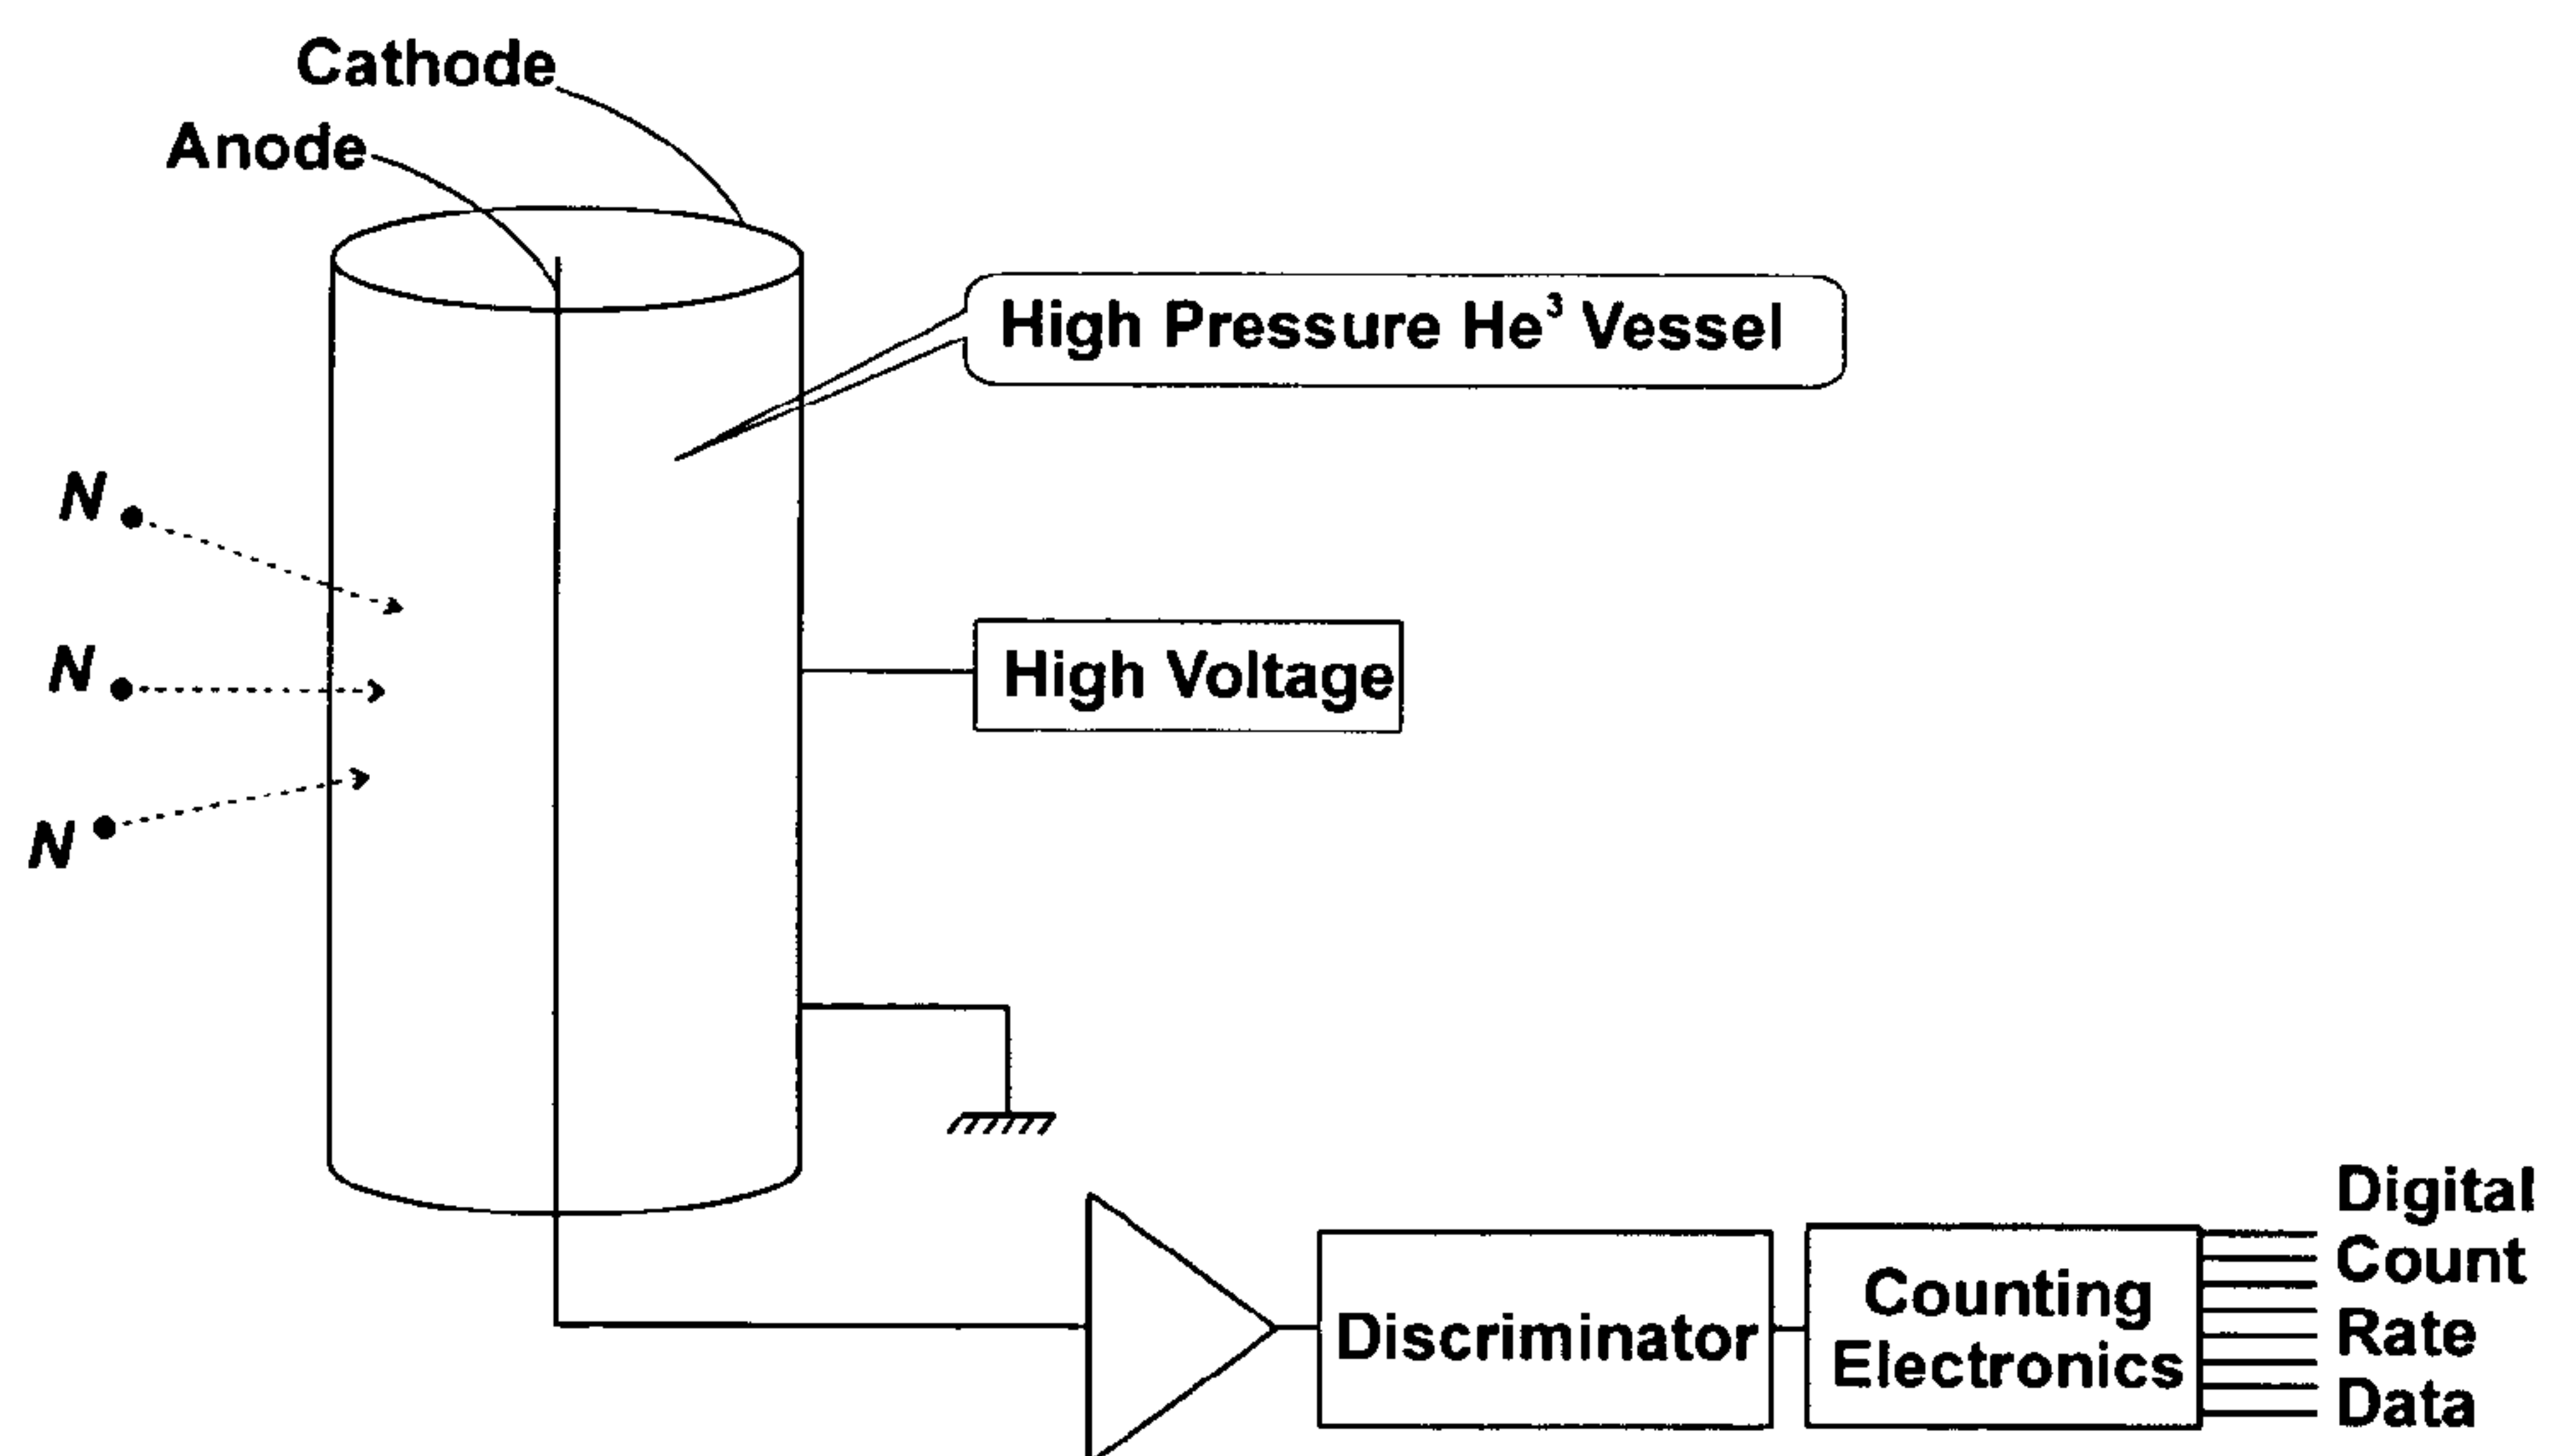 Cathode
Anode
High Pressure He³ Vessel
N
N
High Voltage
N
Discriminator
Counting
Electronics
Digital
Count
Rate
Data